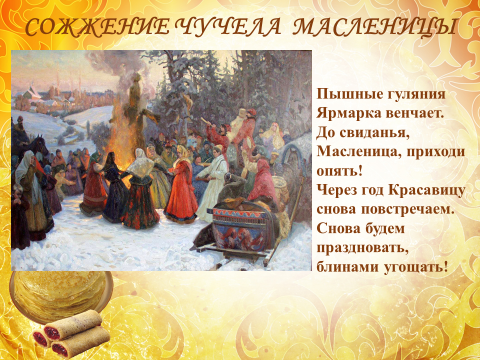 СОЖЖЕНИЕ ЧУЧЕЛА МАСЛЕНИЦЫ
Пышные гуляния
Ярмарка венчает.
До свиданья,
Масленица, приходи
опять!
Через год Красавицу
снова повстречаем.
Снова будем
праздновать,
блинами угощать!